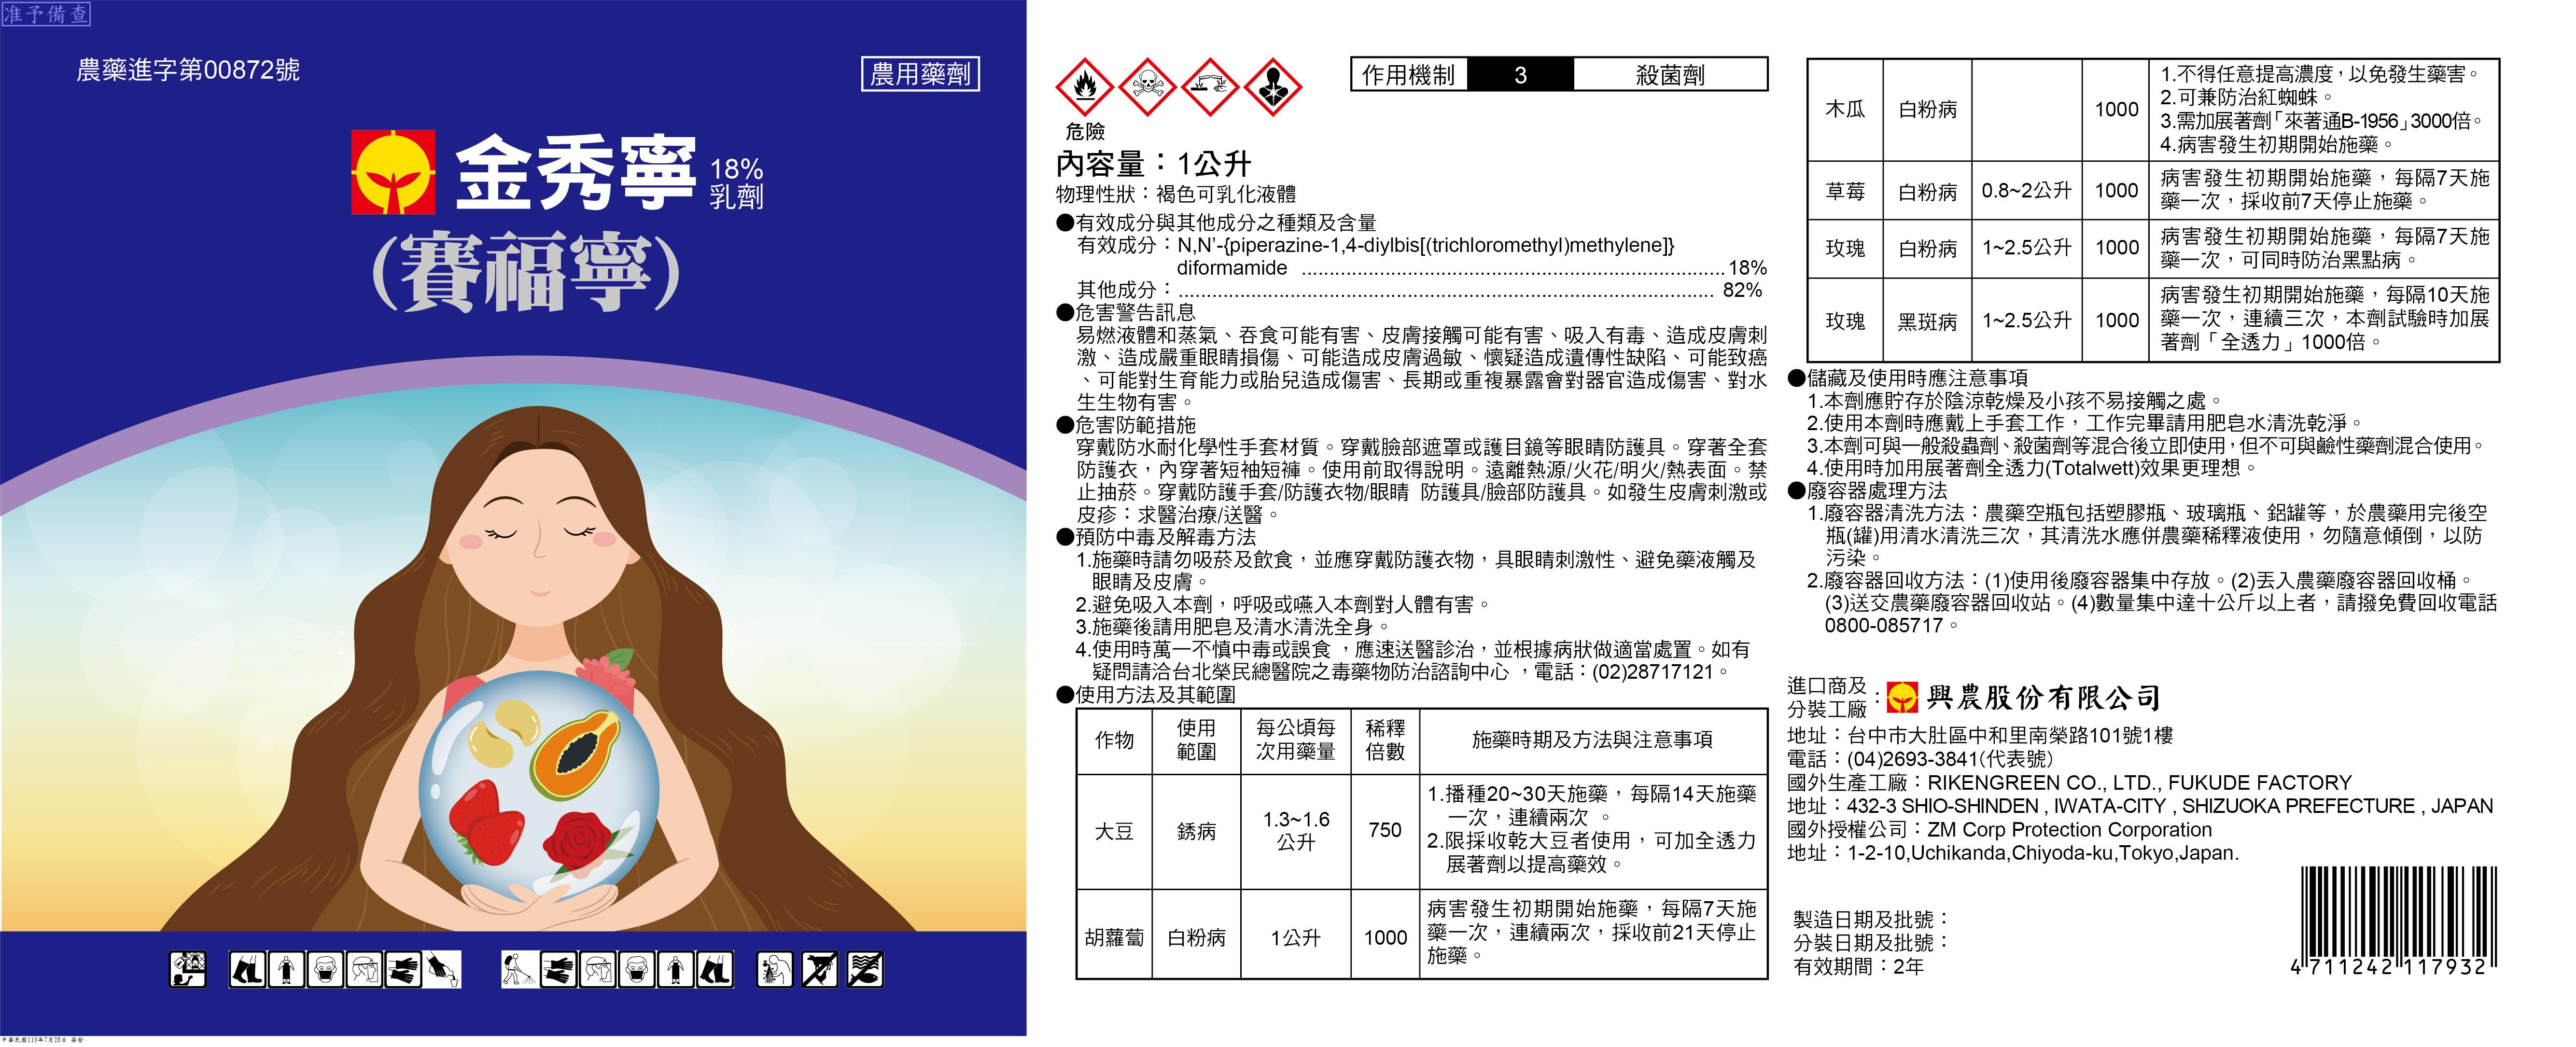 准予備查
農藥進字第00872號
農用藥劑
金秀寧 18% 乳劑
(賽福寧)
中華民國110年7月28日 簽發
危險
作用機制 3 殺菌劑
內容量：1公升
物理性狀：褐色可乳化液體
●有效成分與其他成分之種類及含量
有效成分：N,N’-{piperazine-1,4-diylbis[(trichloromethyl)methylene]}
diformamide ........................................................................... 18%
其他成分：............................................................................................... 82%
●危害警告訊息
易燃液體和蒸氣、吞食可能有害、皮膚接觸可能有害、吸入有毒、造成皮膚刺
激、造成嚴重眼睛損傷、可能造成皮膚過敏、懷疑造成遺傳性缺陷、可能致癌
、可能對生育能力或胎兒造成傷害、長期或重複暴露會對器官造成傷害、對水
生生物有害。
●危害防範措施
穿戴防水耐化學性手套材質。穿戴臉部遮罩或護目鏡等眼睛防護具。穿著全套
防護衣，內穿著短袖短褲。使用前取得說明。遠離熱源/火花/明火/熱表面。禁
止抽菸。穿戴防護手套/防護衣物/眼睛 防護具/臉部防護具。如發生皮膚刺激或
皮疹：求醫治療/送醫。
●預防中毒及解毒方法
1.施藥時請勿吸菸及飲食，並應穿戴防護衣物，具眼睛刺激性、避免藥液觸及
眼睛及皮膚。
2.避免吸入本劑，呼吸或嚥入本劑對人體有害。
3.施藥後請用肥皂及清水清洗全身。
4.使用時萬一不慎中毒或誤食 ，應速送醫診治，並根據病狀做適當處置。如有
疑問請洽台北榮民總醫院之毒藥物防治諮詢中心 ，電話：(02)28717121。
●使用方法及其範圍
作物 使用範圍 每公頃每次用藥量 稀釋倍數 施藥時期及方法與注意事項
大豆 銹病 1.3~1.6公升 750
1.播種20~30天施藥，每隔14天施藥
一次，連續兩次 。
2.限採收乾大豆者使用，可加全透力
展著劑以提高藥效。
胡蘿蔔 白粉病 1公升 1000
病害發生初期開始施藥，每隔7天施
藥一次，連續兩次，採收前21天停止
施藥。
木瓜 白粉病 1000
1.不得任意提高濃度，以免發生藥害。
2.可兼防治紅蜘蛛。
3.需加展著劑「來著通B-1956」3000倍。
4.病害發生初期開始施藥。
草莓 白粉病 0.8~2公升 1000
病害發生初期開始施藥，每隔7天施
藥一次，採收前7天停止施藥。
玫瑰 白粉病 1~2.5公升 1000
病害發生初期開始施藥，每隔7天施
藥一次，可同時防治黑點病。
玫瑰 黑斑病 1~2.5公升 1000
病害發生初期開始施藥，每隔10天施
藥一次，連續三次，本劑試驗時加展
著劑「全透力」1000倍。
●儲藏及使用時應注意事項
1.本劑應貯存於陰涼乾燥及小孩不易接觸之處。
2.使用本劑時應戴上手套工作，工作完畢請用肥皂水清洗乾淨。
3.本劑可與一般殺蟲劑、殺菌劑等混合後立即使用，但不可與鹼性藥劑混合使用。
4.使用時加用展著劑全透力(Totalwett)效果更理想。
●廢容器處理方法
1.廢容器清洗方法：農藥空瓶包括塑膠瓶、玻璃瓶、鋁罐等，於農藥用完後空
瓶(罐)用清水清洗三次，其清洗水應併農藥稀釋液使用，勿隨意傾倒，以防
污染。
2.廢容器回收方法：(1)使用後廢容器集中存放。(2)丟入農藥廢容器回收桶。
(3)送交農藥廢容器回收站。(4)數量集中達十公斤以上者，請撥免費回收電話
0800-085717。
進口商及分裝工廠：興農股份有限公司
地址：台中市大肚區中和里南榮路101號1樓
電話：(04)2693-3841(代表號)
國外生產工廠：RIKENGREEN CO., LTD., FUKUDE FACTORY
地址：432-3 SHIO-SHINDEN , IWATA-CITY , SHIZUOKA PREFECTURE , JAPAN
國外授權公司：ZM Corp Protection Corporation
地址：1-2-10,Uchikanda,Chiyoda-ku,Tokyo,Japan.
製造日期及批號：
分裝日期及批號：
有效期間：2年
4 711242 117932